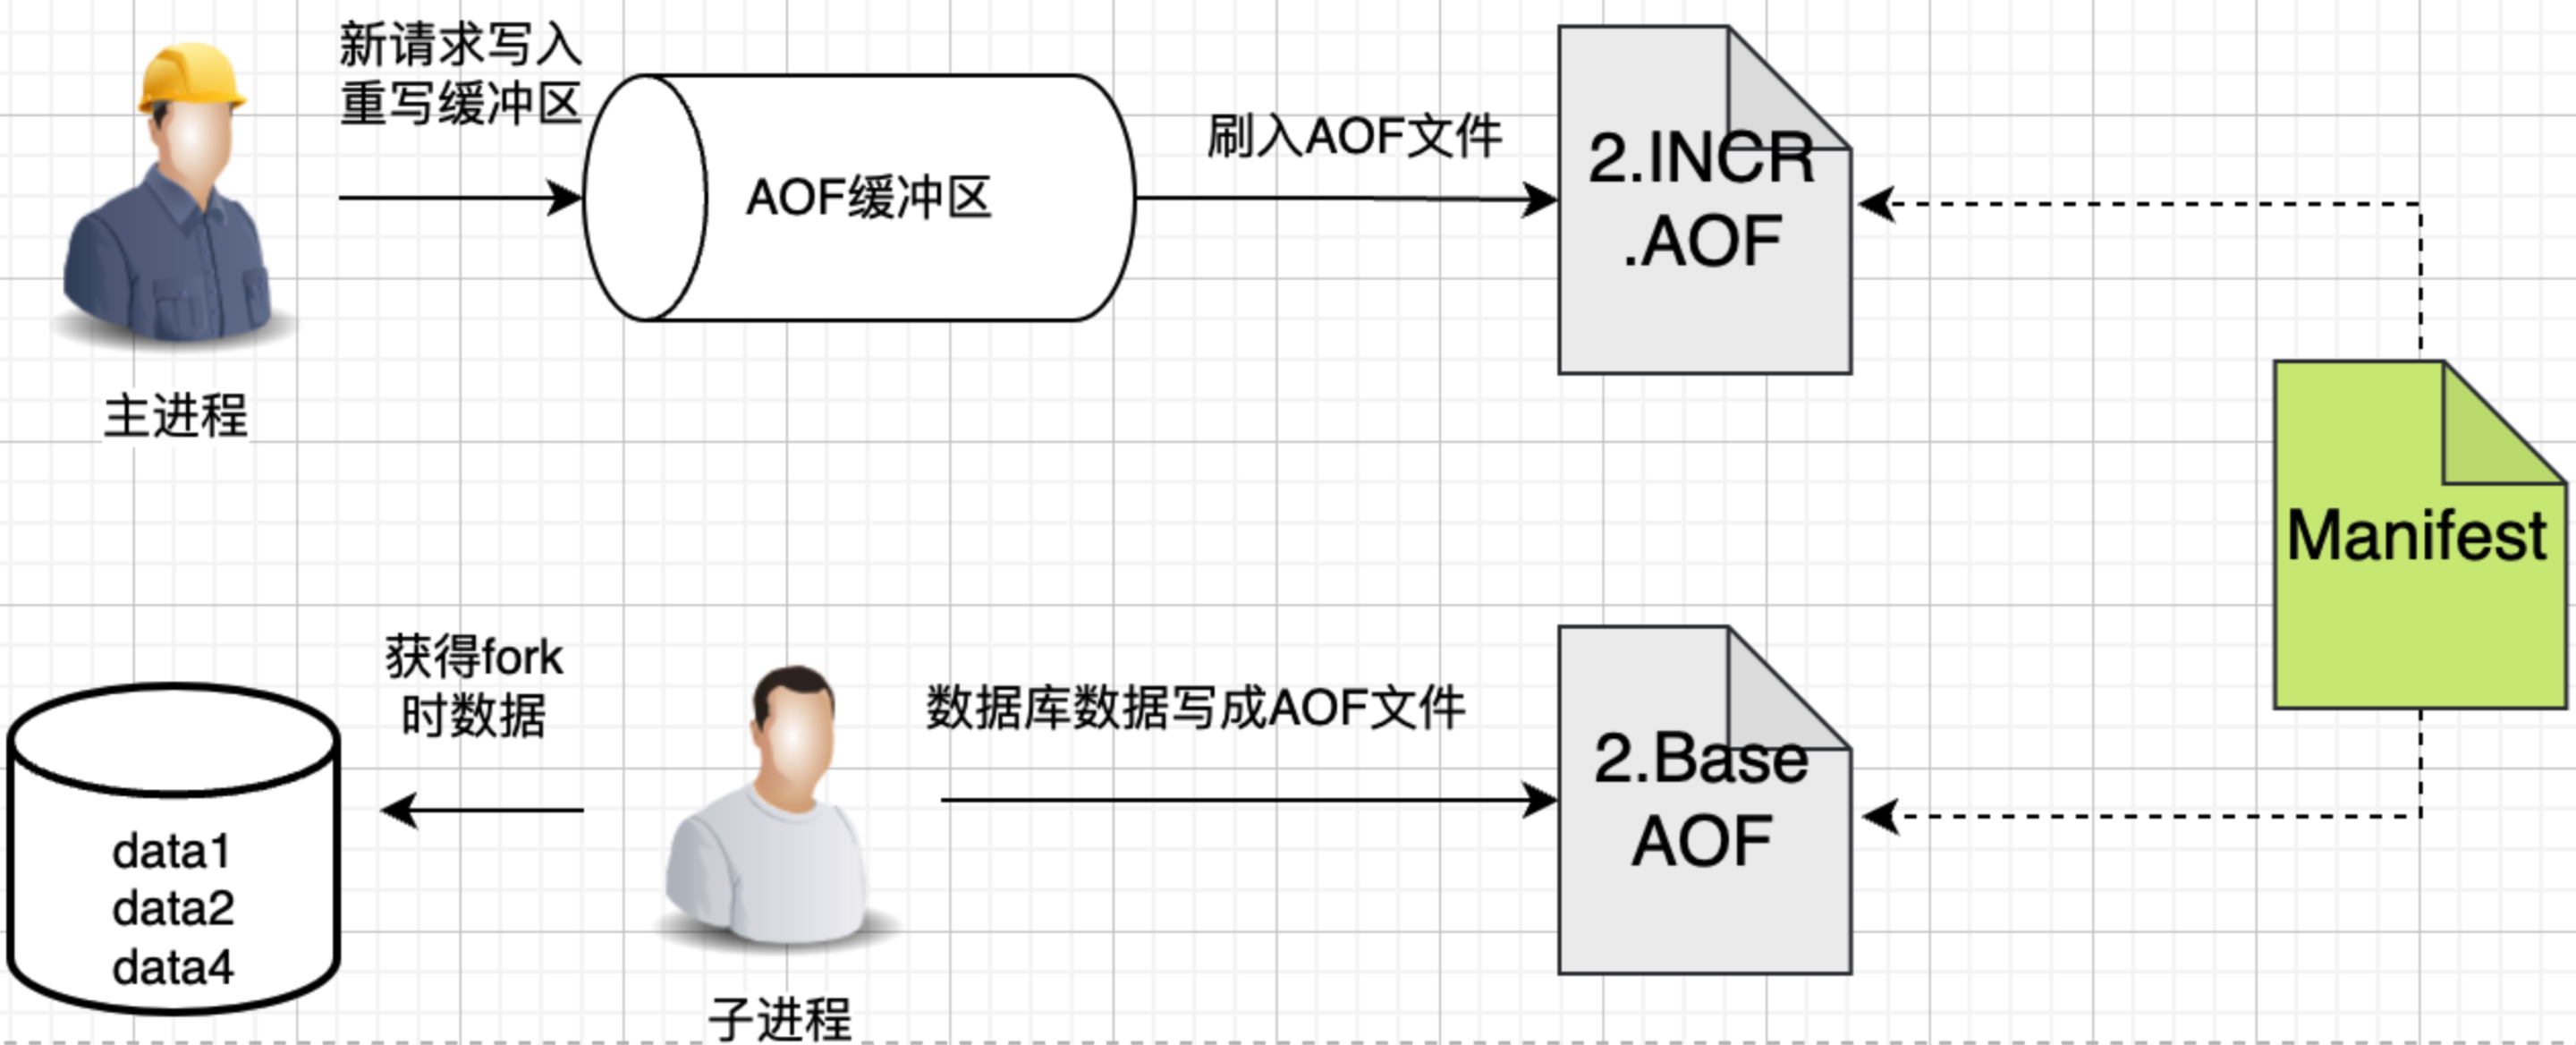 新请求写入
重写缓冲区
AOF缓冲区
刷入AOF文件
2.INCR
.AOF
主进程
Manifest
获得fork
时数据
data1
data2
data4
数据库数据写成AOF文件
2.Base
AOF
子进程